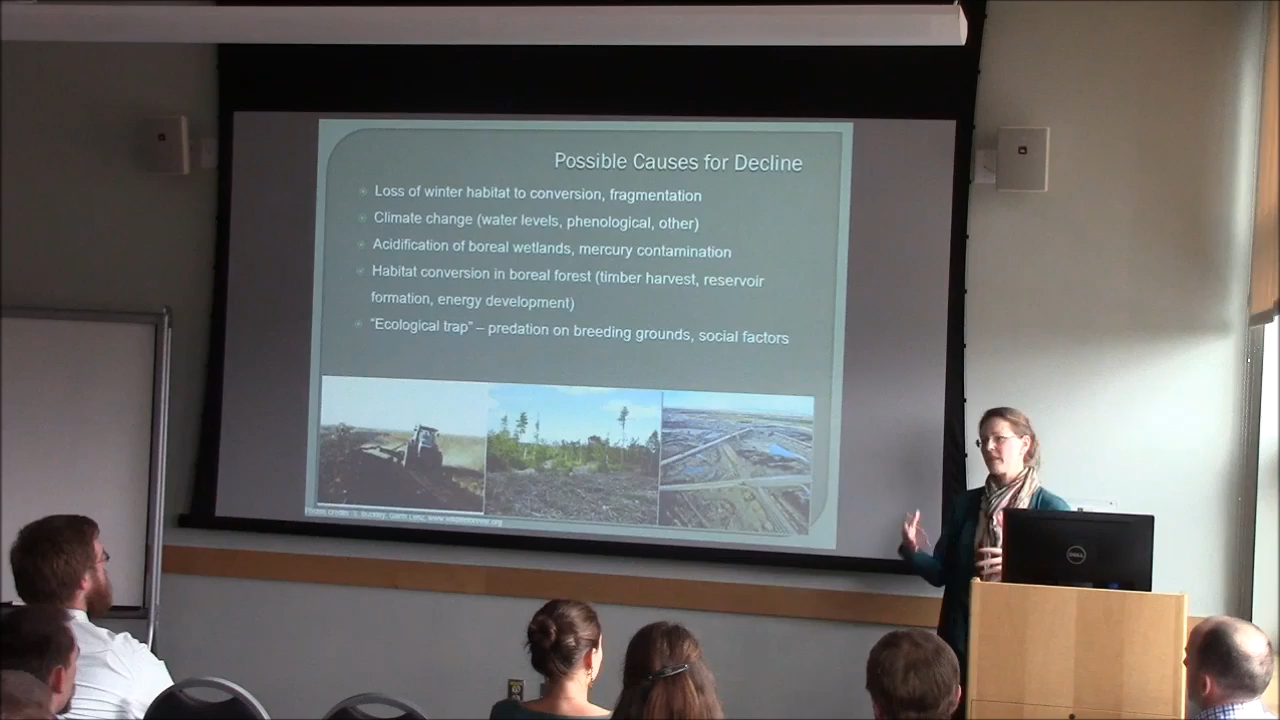 Possible Causes for Decline
Loss of winter habitat to conversion, fragmentation
Climate change (water levels, phenological, other)
Acidification of boreal wetlands, mercury contamination
Habitat conversion in boreal forest (timber harvest, reservoir
formation, energy development)
"Ecological trap" – predation on breeding grounds, social factors
DELL